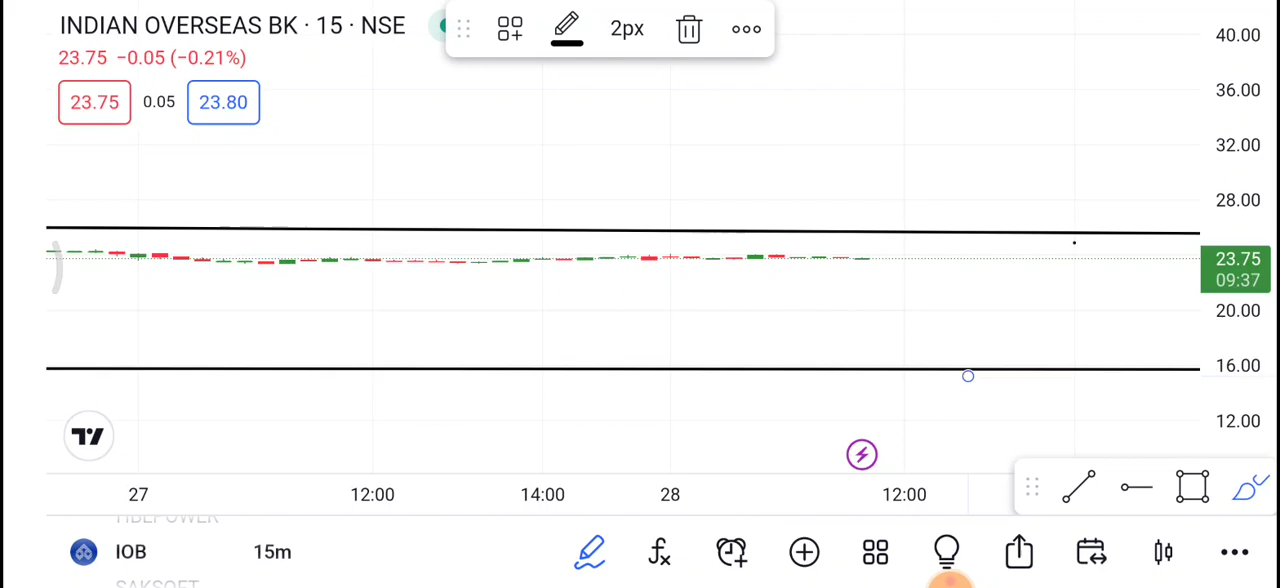 INDIAN OVERSEAS BK · 15 · NSE
2px
23.75 −0.05 (−0.21%)
23.75
0.05
23.80
40.00
36.00
32.00
28.00
23.75
09:37
20.00
16.00
12.00
27
12:00
14:00
28
12:00
IOB
15m
SAKSOFT